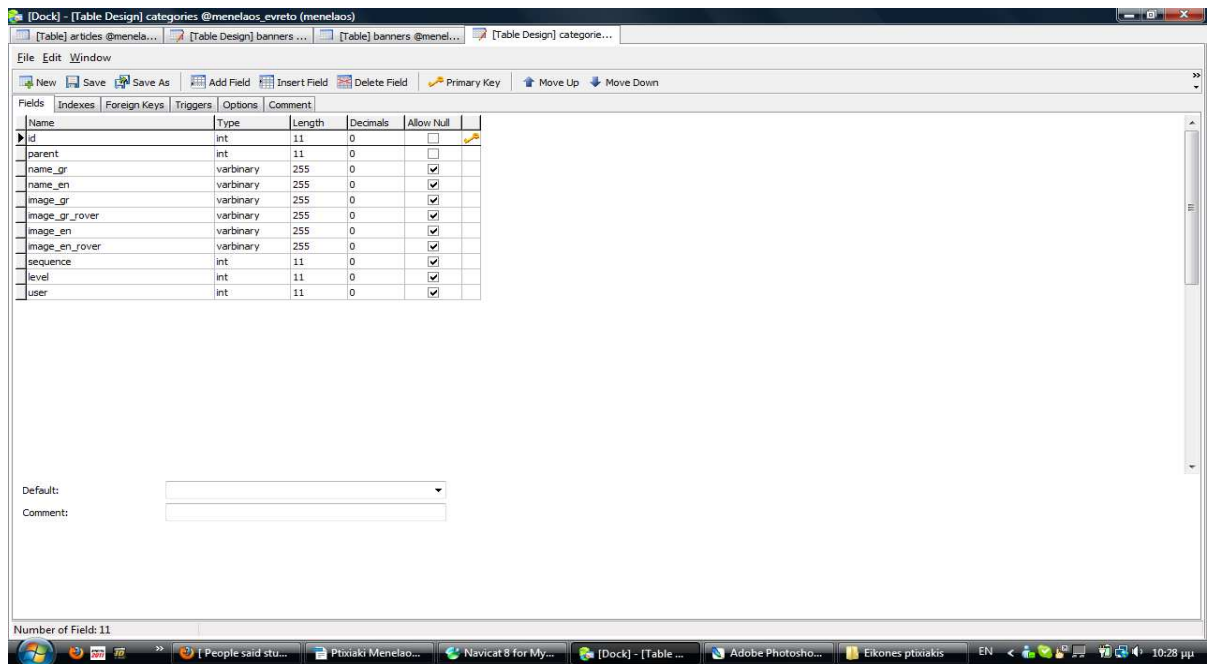 [Dock] - [Table Design] categories @menelaos_evreto (menelaos)
[Table] articles @menela... [Table Design] banners ... [Table] banners @menel... [Table Design] categorie...
File Edit Window
New Save Save As Add Field Insert Field Delete Field Primary Key Move Up Move Down
Fields Indexes Foreign Keys Triggers Options Comment
Name Type Length Decimals Allow Null
id int 11 0
parent int 11 0
name_gr varbinary 255 0
name_en varbinary 255 0
image_gr varbinary 255 0
image_gr_rover varbinary 255 0
image_en varbinary 255 0
image_en_rover varbinary 255 0
sequence int 11 0
level int 11 0
user int 11 0
Default:
Comment:
Number of Field: 11
[ People said stu... Ptixiaki Menelao... Navicat 8 for My... [Dock] - [Table ... Adobe Photosho... Eikones ptixiakis EN 10:28 μμ